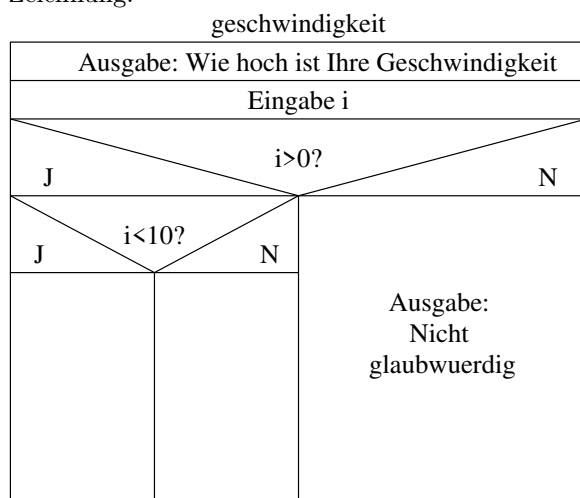 Zeichnung:
geschwindigkeit
Ausgabe: Wie hoch ist Ihre Geschwindigkeit
Eingabe i
i>0?
J
N
i<10?
J
N
Ausgabe:
Nicht
glaubwuerdig